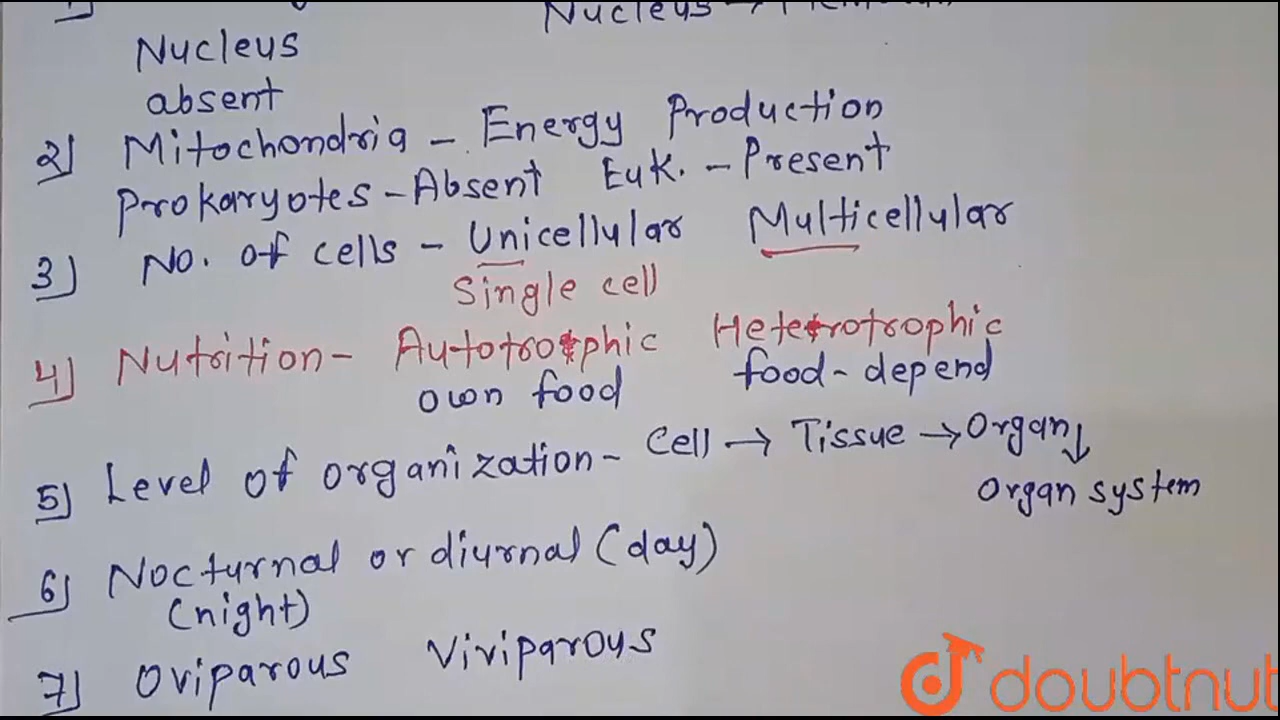 1)
Nucleus →
Nucleus
absent
2) Mitochondria - Energy Production
Prokaryotes - Absent Euk. - Present
3) No. of cells - Unicellular Multicellular
Single cell
4) Nutrition - Autotrophic Heterotrophic
own food food - depend
5) Level of organization - Cell → Tissue → Organ ↓
Organ system
6) Nocturnal or diurnal (day)
(night)
7) Oviparous Viviparous
doubtnut